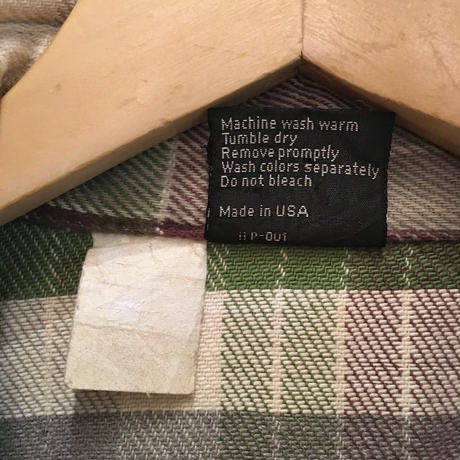 Machine wash warm
Tumble dry
Remove promptly
Wash colors separately
Do not bleach
Made in USA